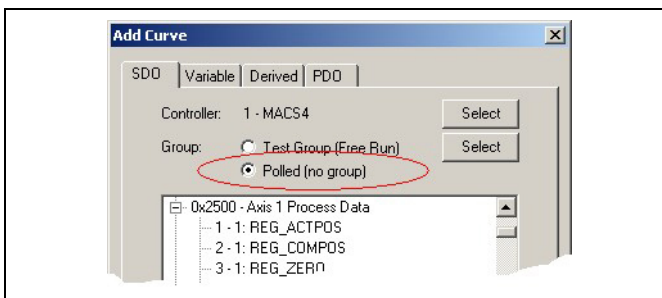 Add Curve
SDO Variable Derived PDO
Controller: 1 - MACS4 Select
Group: Test Group (Free Run) Select
Polled (no group)
0x2500 - Axis 1 Process Data
1 - 1: REG_ACTPOS
2 - 1: REG_COMPOS
3 - 1: REG_ZERO